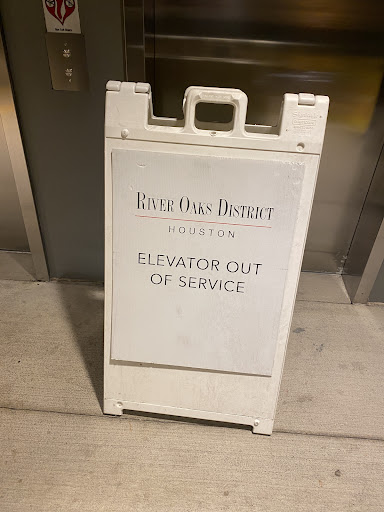 RIVER OAKS DISTRICT
HOUSTON
ELEVATOR OUT
OF SERVICE